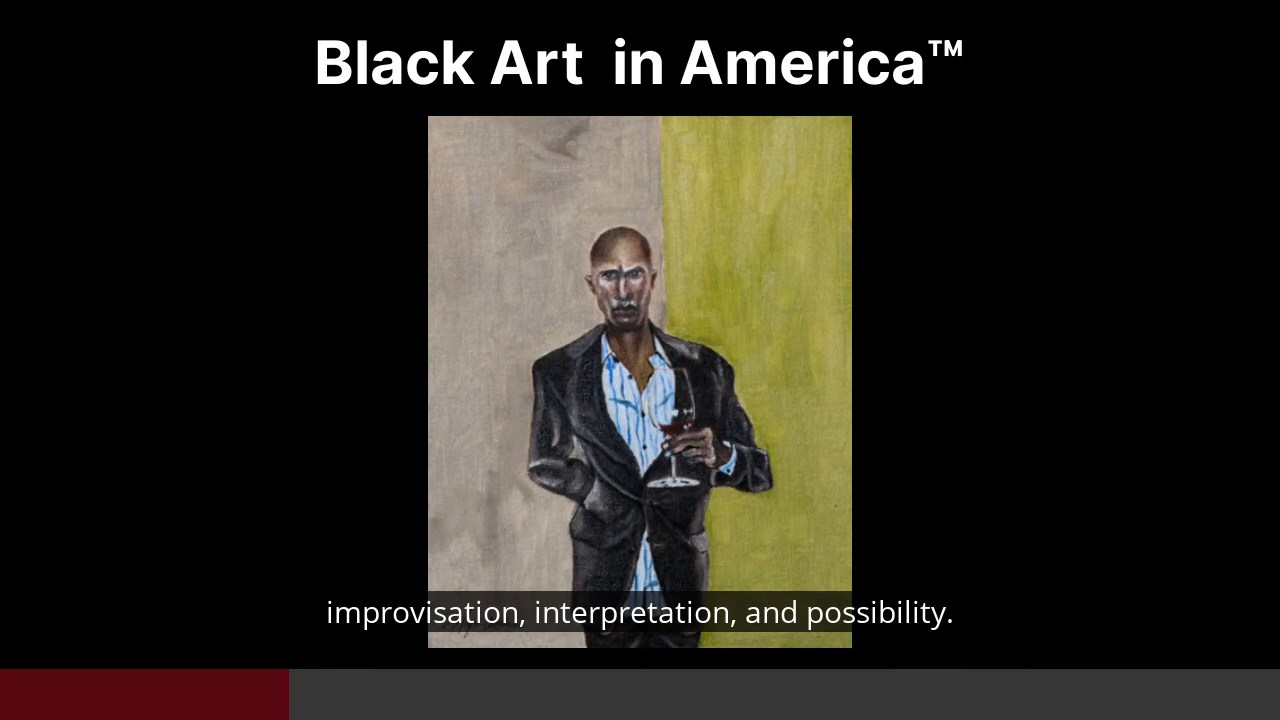 Black Art in America™
improvisation, interpretation, and possibility.